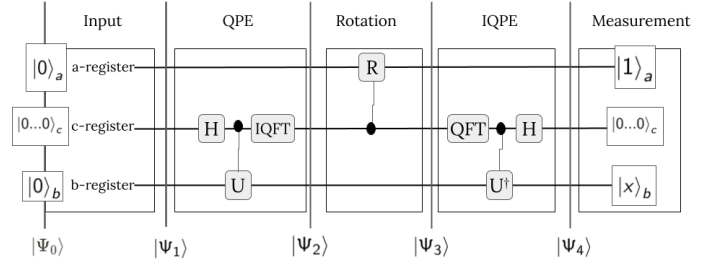 Input QPE Rotation IQPE Measurement
|0⟩a a-register R |1⟩a
|0...0⟩c c-register H IQFT QFT H |0...0⟩c
|0⟩b b-register U U† |x⟩b
|Ψ0⟩ |Ψ1⟩ |Ψ2⟩ |Ψ3⟩ |Ψ4⟩